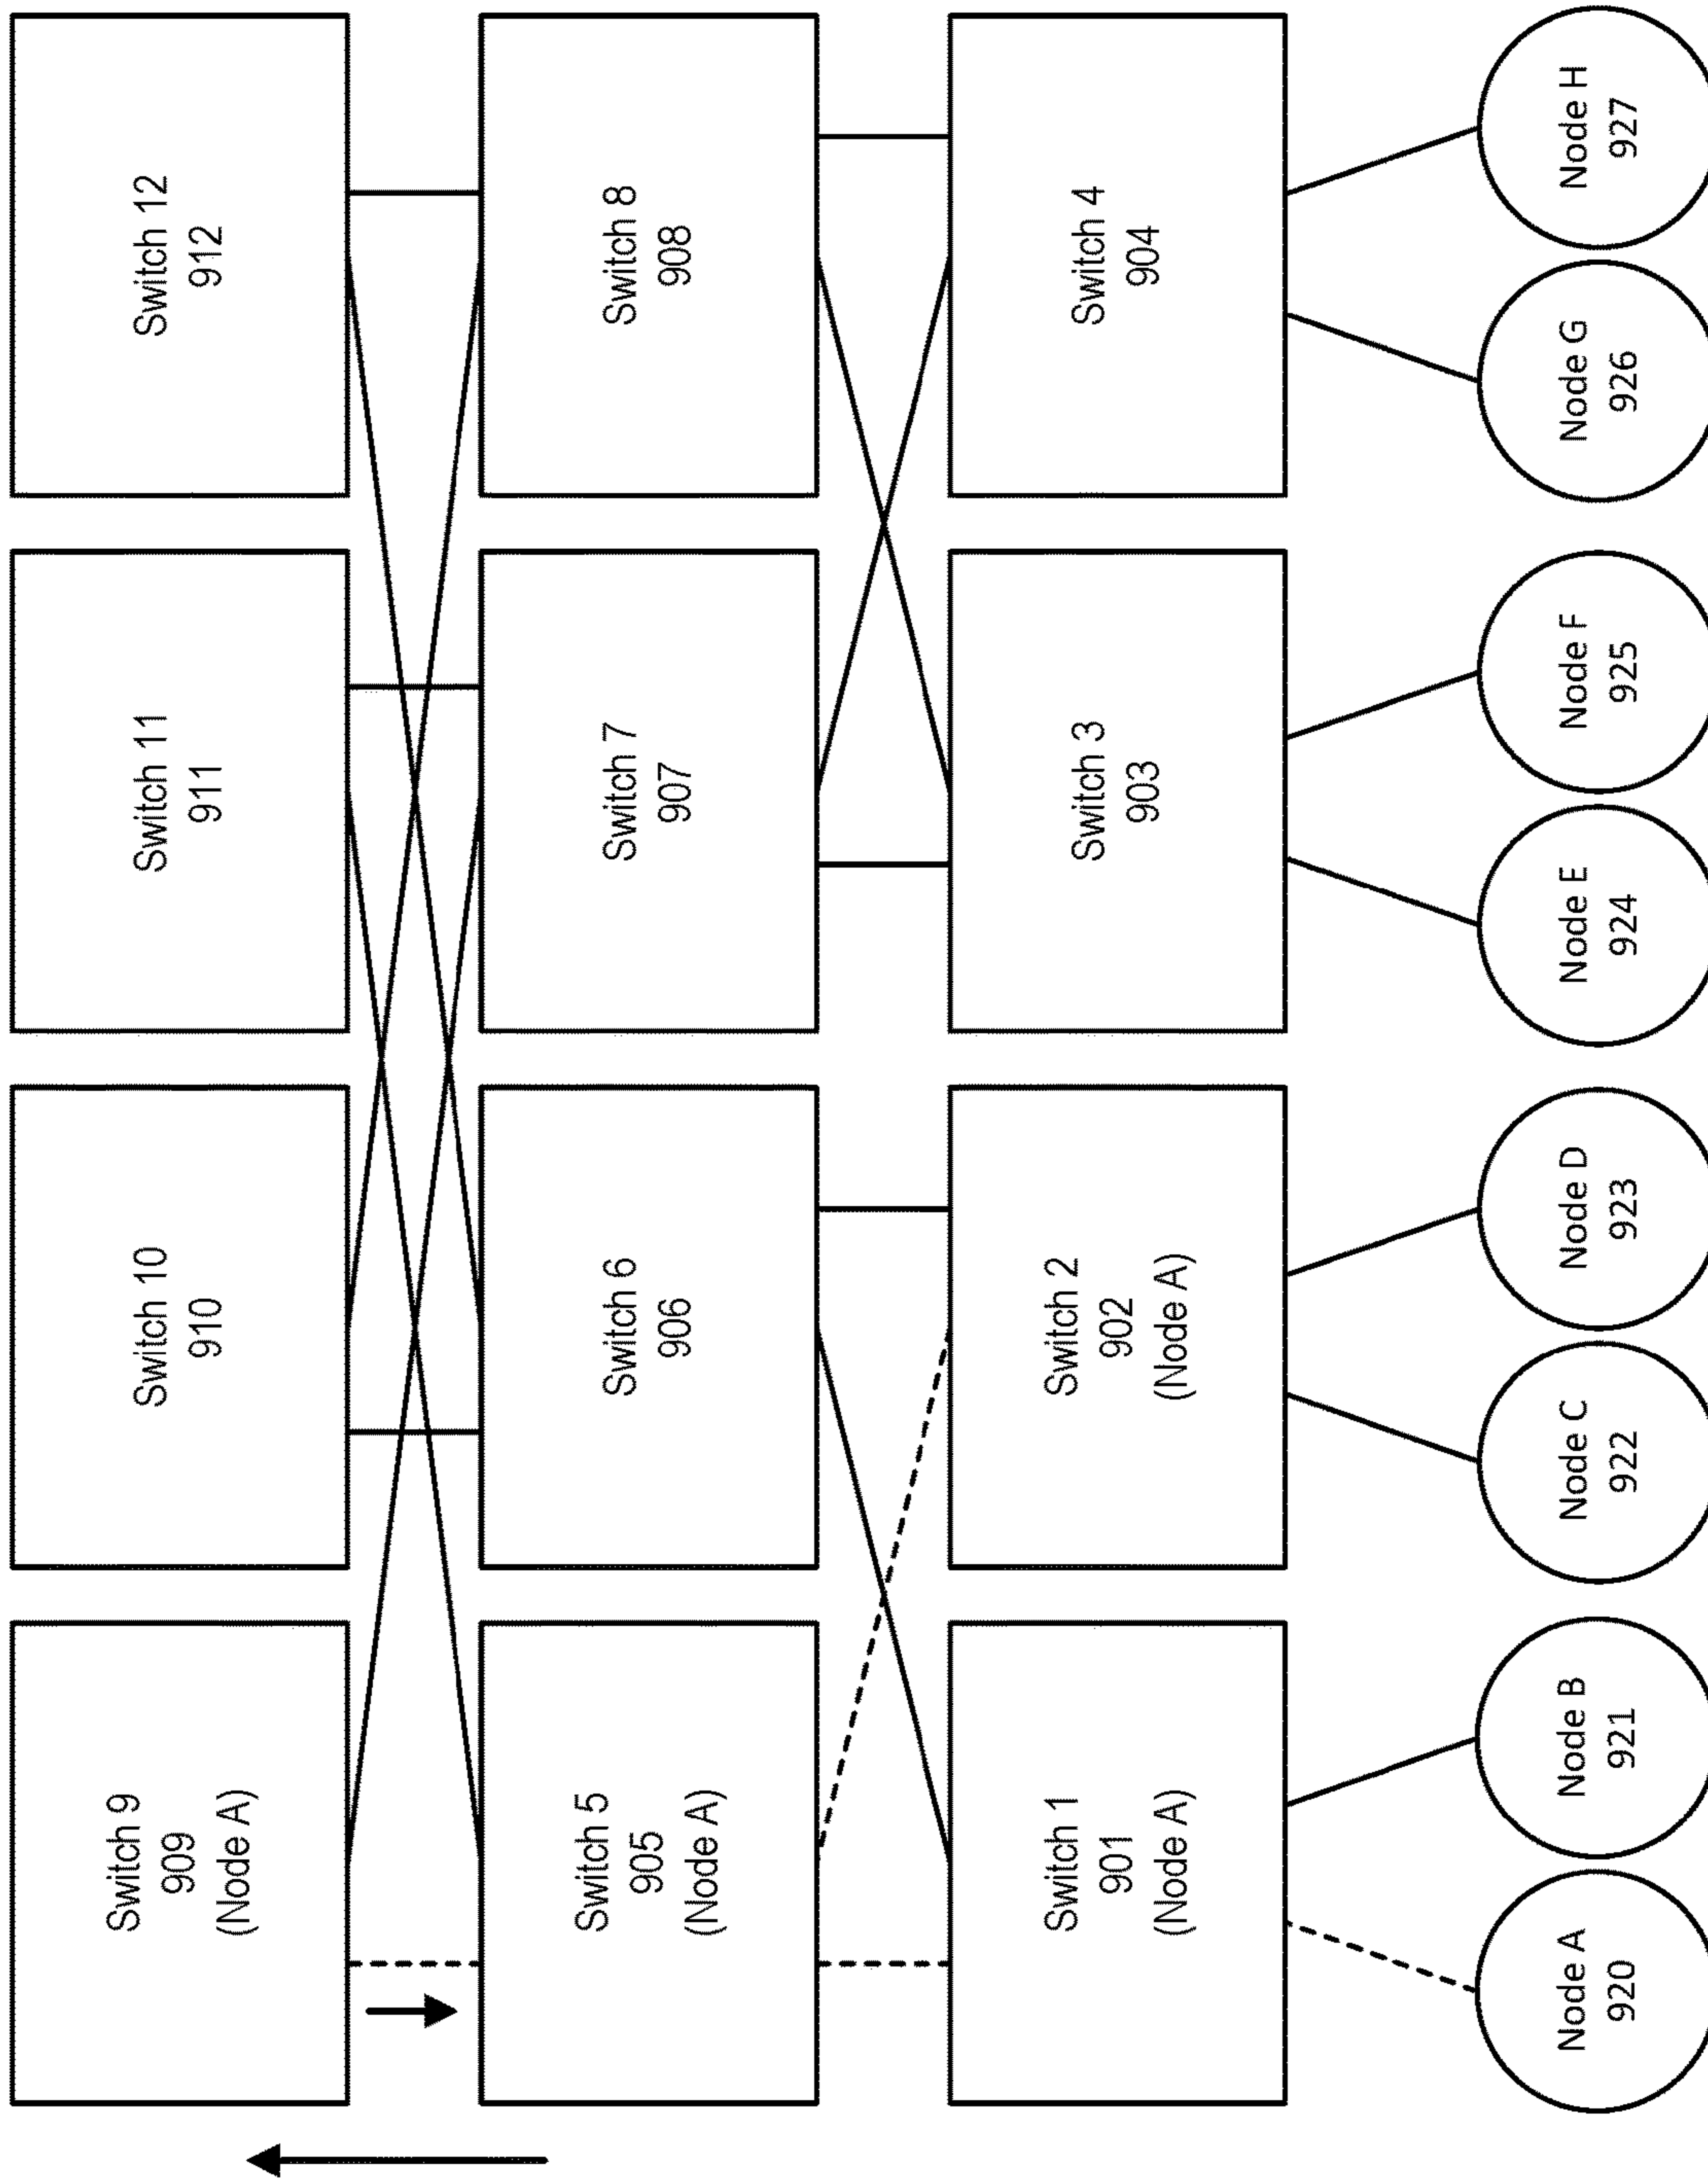 Switch 9
909
(Node A)
Switch 10
910
Switch 11
911
Switch 12
912
Switch 5
905
(Node A)
Switch 6
906
Switch 7
907
Switch 8
908
Switch 1
901
(Node A)
Switch 2
902
(Node A)
Switch 3
903
Switch 4
904
Node A
920
Node B
921
Node C
922
Node D
923
Node E
924
Node F
925
Node G
926
Node H
927